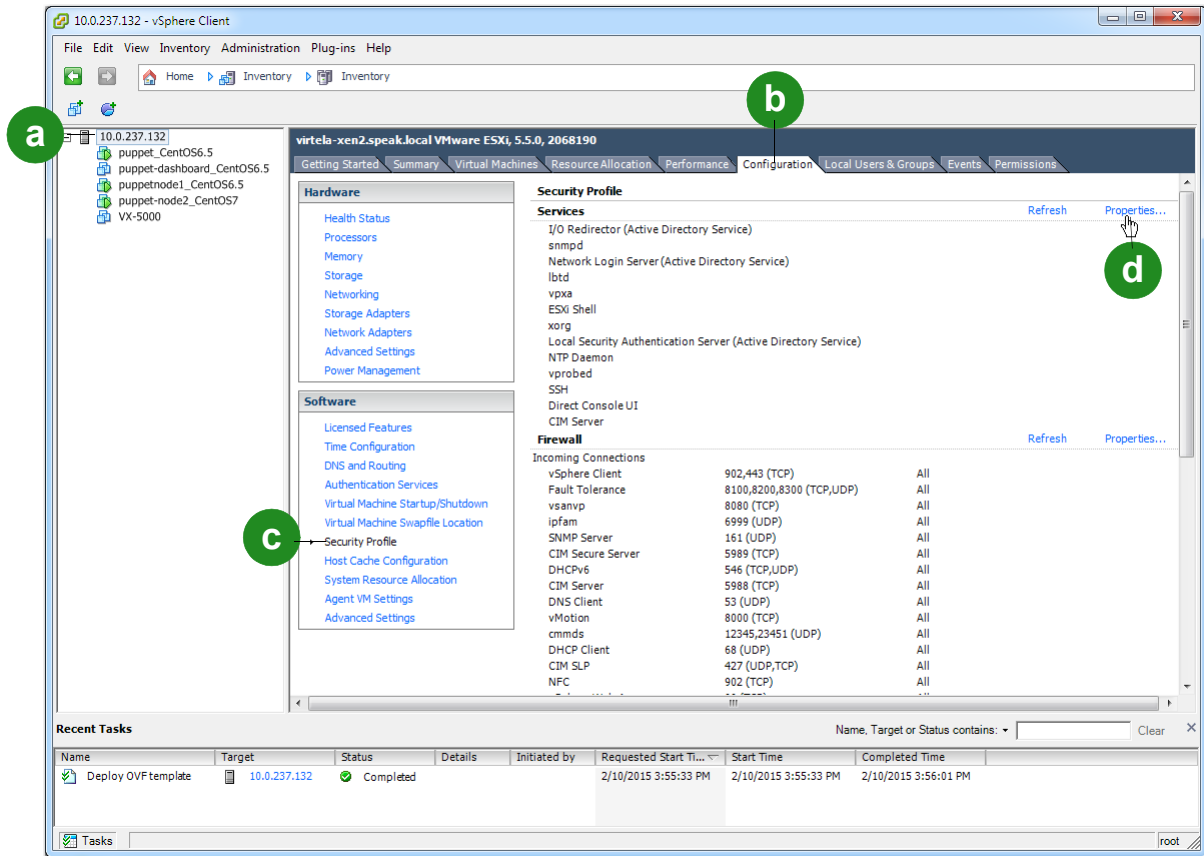 10.0.237.132 - vSphere Client
File Edit View Inventory Administration Plug-ins Help
Home Inventory Inventory
a
b
10.0.237.132
puppet_CentOS6.5
puppet-dashboard_CentOS6.5
puppetnode1_CentOS6.5
puppet-node2_CentOS7
VX-5000
virtela-xen2.speak.local VMware ESXi, 5.5.0, 2068190
Getting Started Summary Virtual Machines Resource Allocation Performance Configuration Local Users & Groups Events Permissions
Hardware
Health Status
Processors
Memory
Storage
Networking
Storage Adapters
Network Adapters
Advanced Settings
Power Management
Software
Licensed Features
Time Configuration
DNS and Routing
Authentication Services
Virtual Machine Startup/Shutdown
Virtual Machine Swapfile Location
c
Security Profile
Host Cache Configuration
System Resource Allocation
Agent VM Settings
Advanced Settings
Security Profile
Services Refresh Properties...
d
I/O Redirector (Active Directory Service)
snmpd
Network Login Server (Active Directory Service)
lbtd
vpxa
ESXi Shell
xorg
Local Security Authentication Server (Active Directory Service)
NTP Daemon
vprobed
SSH
Direct Console UI
CIM Server
Firewall Refresh Properties...
Incoming Connections
vSphere Client 902,443 (TCP) All
Fault Tolerance 8100,8200,8300 (TCP,UDP) All
vsanvp 8080 (TCP) All
ipfam 6999 (UDP) All
SNMP Server 161 (UDP) All
CIM Secure Server 5989 (TCP) All
DHCPv6 546 (TCP,UDP) All
CIM Server 5988 (TCP) All
DNS Client 53 (UDP) All
vMotion 8000 (TCP) All
cmmds 12345,23451 (UDP) All
DHCP Client 68 (UDP) All
CIM SLP 427 (UDP,TCP) All
NFC 902 (TCP) All
Recent Tasks
Name, Target or Status contains: Clear
Name Target Status Details Initiated by Requested Start Ti... Start Time Completed Time
Deploy OVF template 10.0.237.132 Completed 2/10/2015 3:55:33 PM 2/10/2015 3:55:33 PM 2/10/2015 3:56:01 PM
Tasks
root